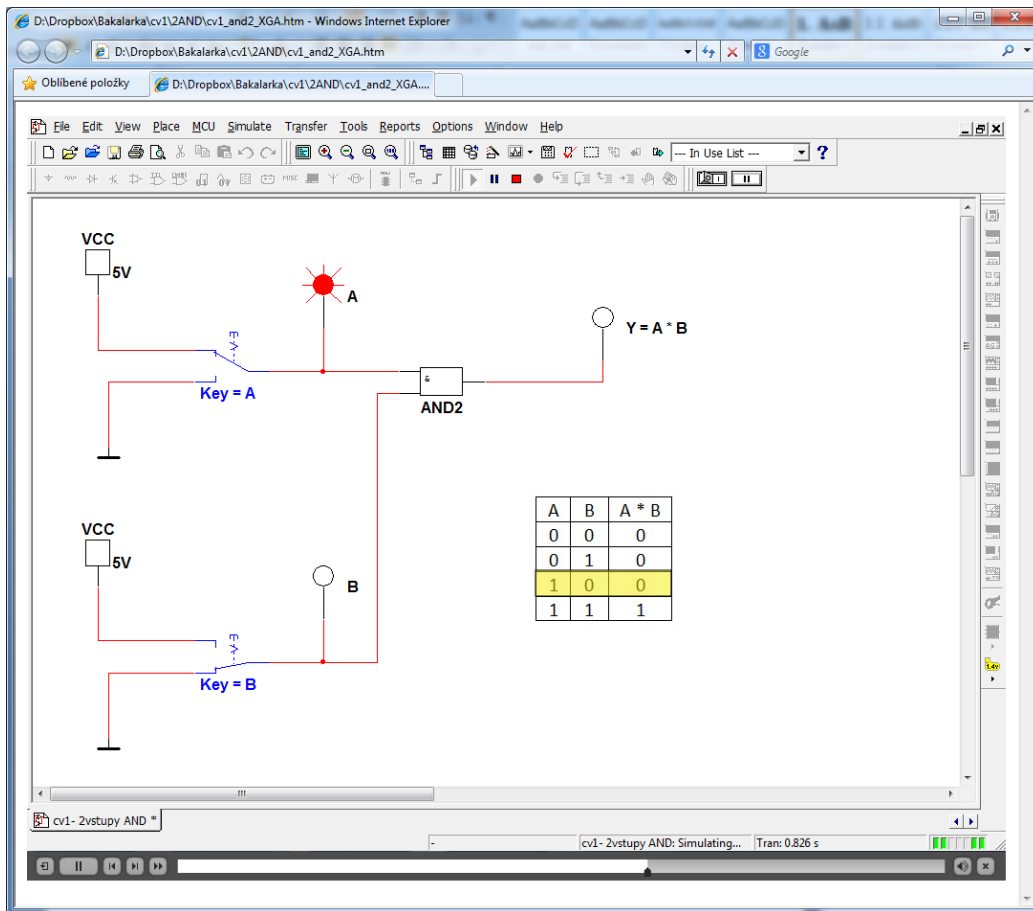 D:\Dropbox\Bakalarka\cv1\2AND\cv1_and2_XGA.htm - Windows Internet Explorer
D:\Dropbox\Bakalarka\cv1\2AND\cv1_and2_XGA.htm
Google
Oblíbené položky
D:\Dropbox\Bakalarka\cv1\2AND\cv1_and2_XGA....
File Edit View Place MCU Simulate Transfer Tools Reports Options Window Help
--- In Use List ---
MISC
VCC
5V
A
Y = A * B
Key = A
&
AND2
VCC
5V
B
Key = B
A B A * B
0 0 0
0 1 0
1 0 0
1 1 1
1.4v
cv1- 2vstupy AND *
-
cv1- 2vstupy AND: Simulating...
Tran: 0.826 s